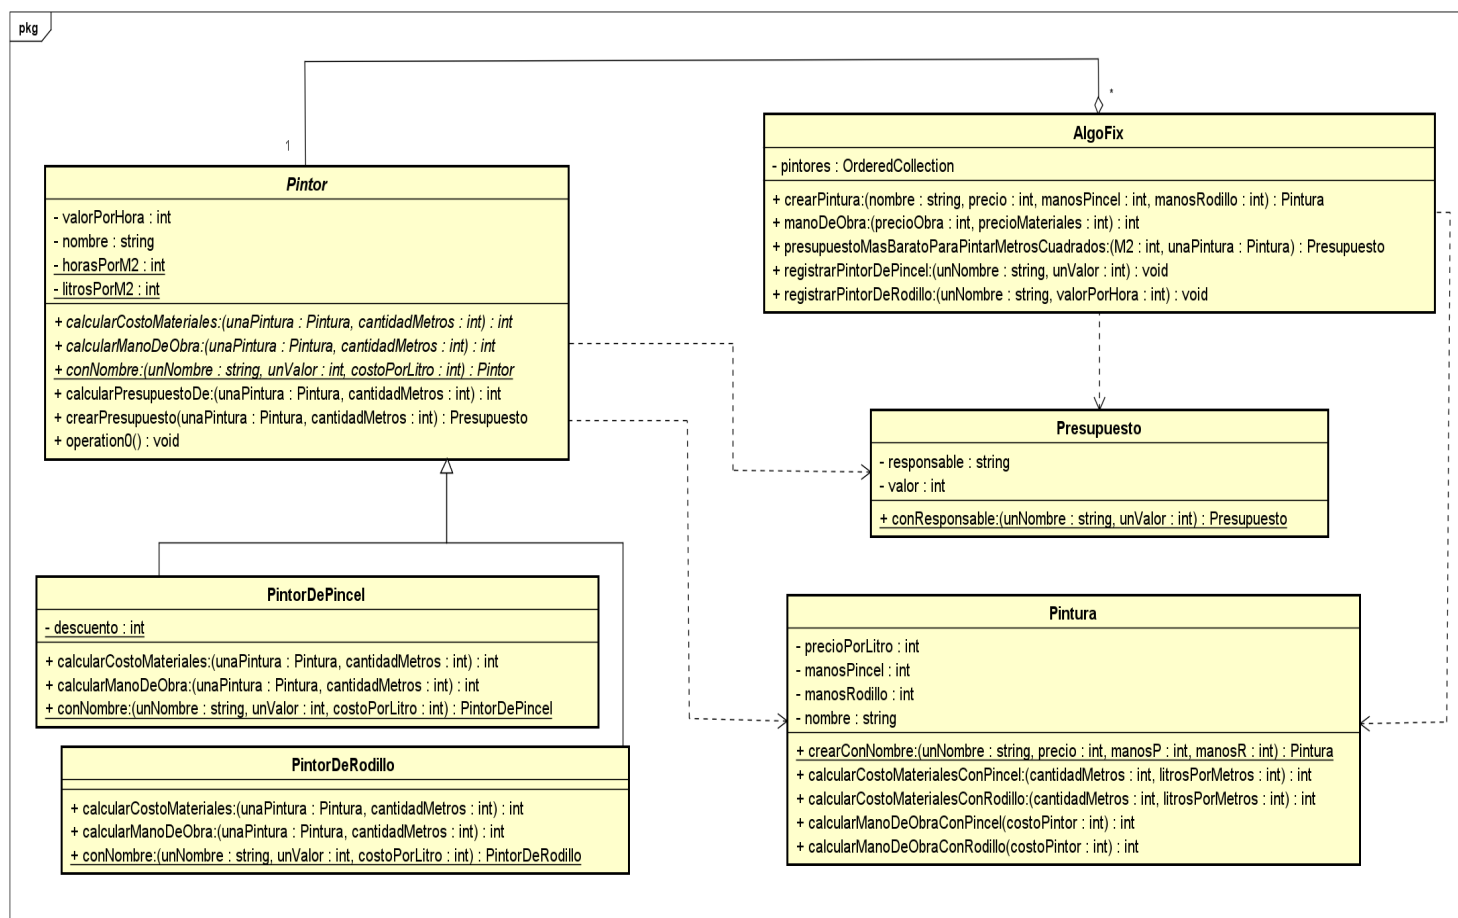 pkg
*
1
AlgoFix
- pintores : OrderedCollection
+ crearPintura:(nombre : string, precio : int, manosPincel : int, manosRodillo : int) : Pintura
+ manoDeObra:(precioObra : int, precioMateriales : int) : int
+ presupuestoMasBaratoParaPintarMetrosCuadrados:(M2 : int, unaPintura : Pintura) : Presupuesto
+ registrarPintorDePincel:(unNombre : string, unValor : int) : void
+ registrarPintorDeRodillo:(unNombre : string, valorPorHora : int) : void
Pintor
- valorPorHora : int
- nombre : string
- horasPorM2 : int
- litrosPorM2 : int
+ calcularCostoMateriales:(unaPintura : Pintura, cantidadMetros : int) : int
+ calcularManoDeObra:(unaPintura : Pintura, cantidadMetros : int) : int
+ conNombre:(unNombre : string, unValor : int, costoPorLitro : int) : Pintor
+ calcularPresupuestoDe:(unaPintura : Pintura, cantidadMetros : int) : int
+ crearPresupuesto(unaPintura : Pintura, cantidadMetros : int) : Presupuesto
+ operation0() : void
Presupuesto
- responsable : string
- valor : int
+ conResponsable:(unNombre : string, unValor : int) : Presupuesto
PintorDePincel
- descuento : int
+ calcularCostoMateriales:(unaPintura : Pintura, cantidadMetros : int) : int
+ calcularManoDeObra:(unaPintura : Pintura, cantidadMetros : int) : int
+ conNombre:(unNombre : string, unValor : int, costoPorLitro : int) : PintorDePincel
Pintura
- precioPorLitro : int
- manosPincel : int
- manosRodillo : int
- nombre : string
+ crearConNombre:(unNombre : string, precio : int, manosP : int, manosR : int) : Pintura
+ calcularCostoMaterialesConPincel:(cantidadMetros : int, litrosPorMetros : int) : int
+ calcularCostoMaterialesConRodillo:(cantidadMetros : int, litrosPorMetros : int) : int
+ calcularManoDeObraConPincel(costoPintor : int) : int
+ calcularManoDeObraConRodillo(costoPintor : int) : int
PintorDeRodillo
+ calcularCostoMateriales:(unaPintura : Pintura, cantidadMetros : int) : int
+ calcularManoDeObra:(unaPintura : Pintura, cantidadMetros : int) : int
+ conNombre:(unNombre : string, unValor : int, costoPorLitro : int) : PintorDeRodillo